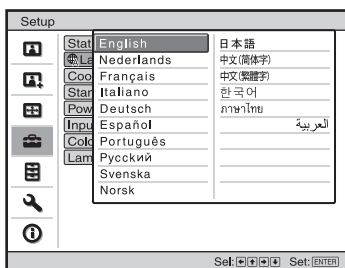 Setup
Stat
La
Coo
Star
Pow
Inpu
Colo
Lam
English
Nederlands
Français
Italiano
Deutsch
Español
Português
Русский
Svenska
Norsk
日本語
中文(简体字)
中文(繁體字)
한국어
ภาษาไทย
العربية
Sel: Set: ENTER